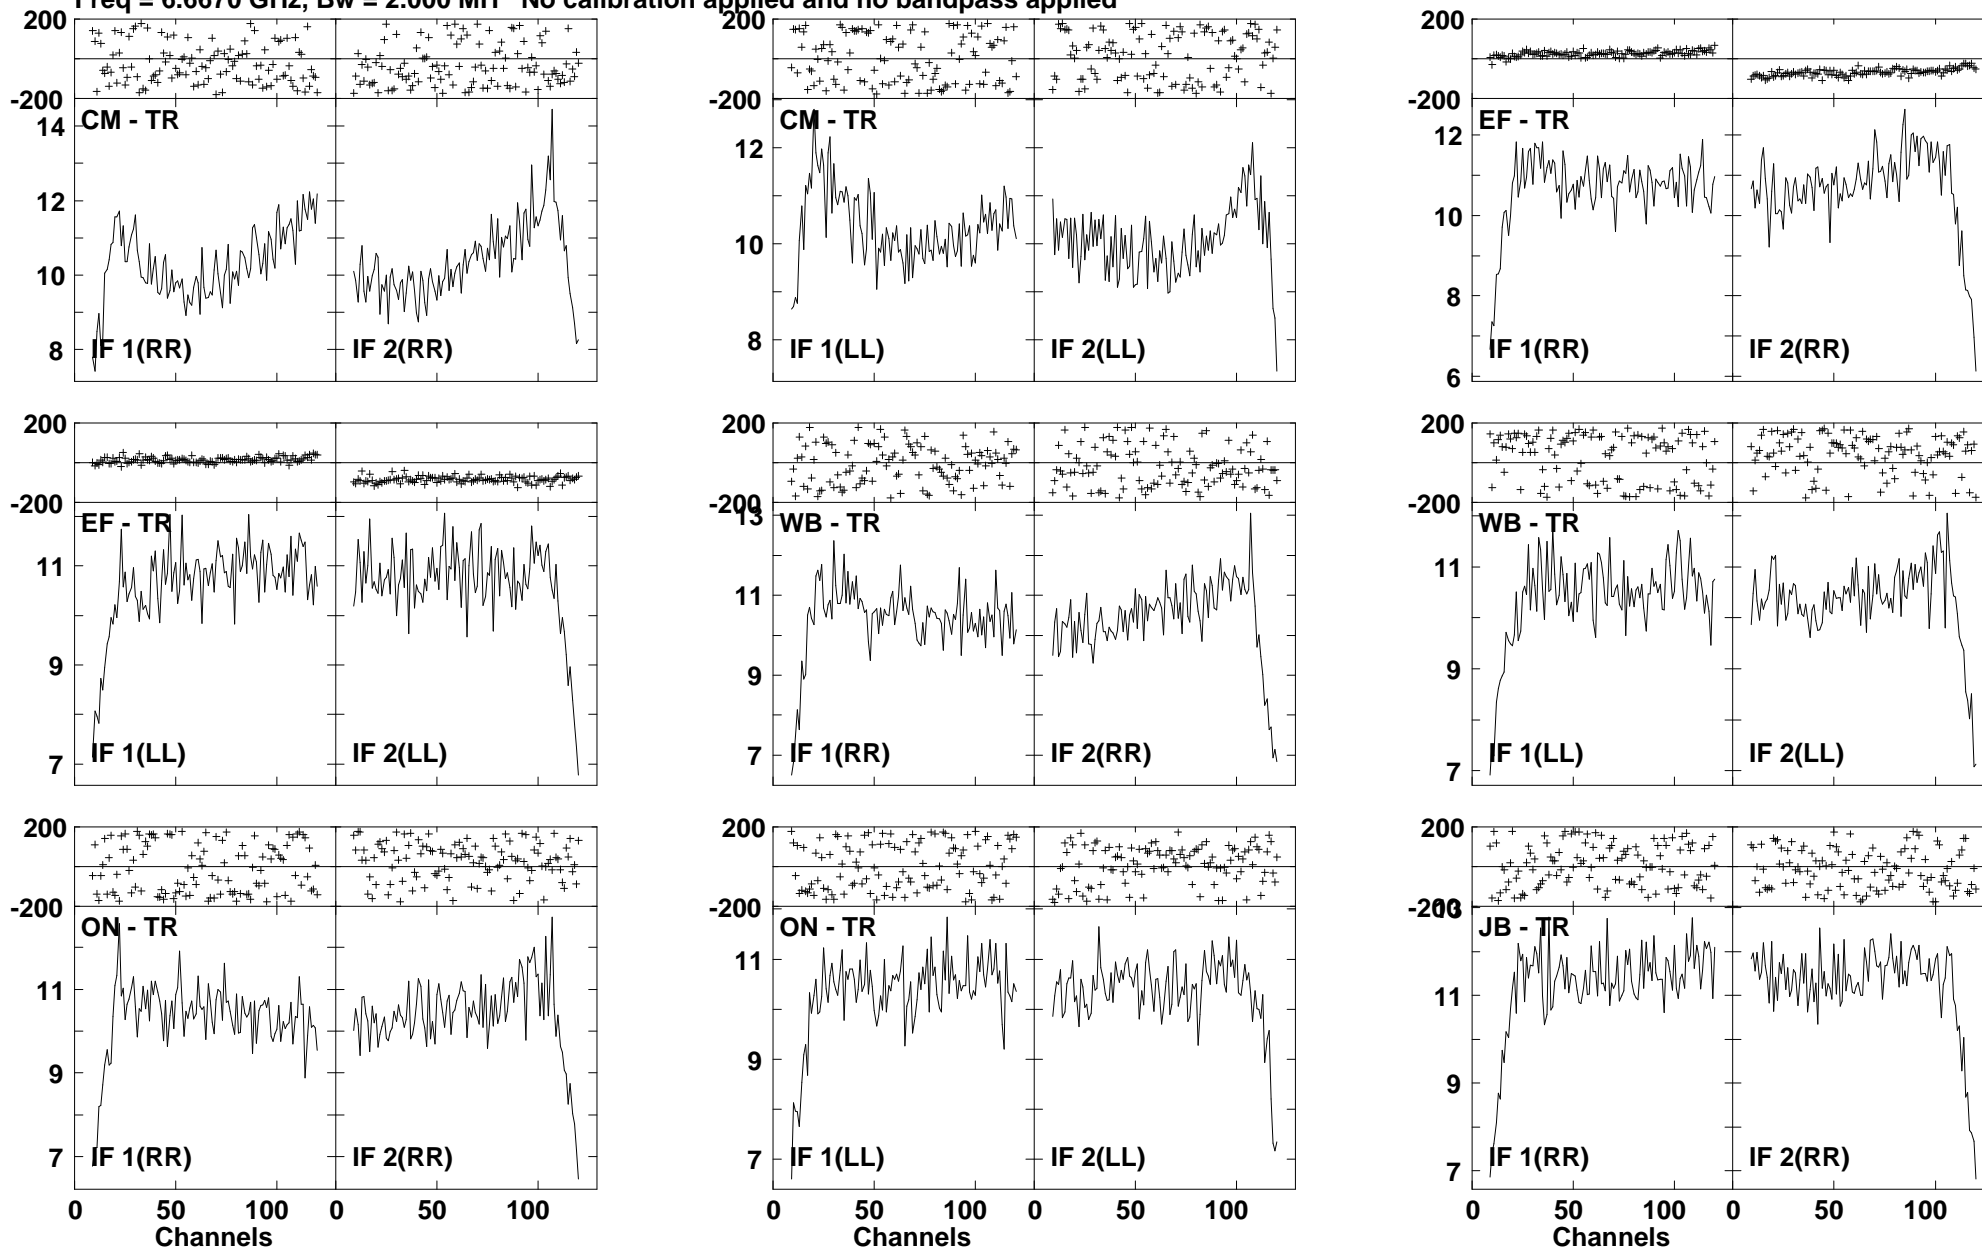 Freq = 6.6670 GHz, Bw = 2.000 MH No calibration applied and no bandpass applied
200
-200
CM - TR
14
12
10
8
IF 1(RR)
IF 2(RR)
200
-200
CM - TR
12
10
8
IF 1(LL)
IF 2(LL)
200
-200
EF - TR
12
10
8
6
IF 1(RR)
IF 2(RR)
200
-200
EF - TR
11
9
7
IF 1(LL)
IF 2(LL)
200
-200
13
WB - TR
11
9
7
IF 1(RR)
IF 2(RR)
200
-200
WB - TR
11
9
7
IF 1(LL)
IF 2(LL)
200
-200
ON - TR
11
9
7
IF 1(RR)
IF 2(RR)
0 50 100 0 50 100
Channels
200
-200
ON - TR
11
9
7
IF 1(LL)
IF 2(LL)
0 50 100 0 50 100
Channels
200
-200
13
JB - TR
11
9
7
IF 1(RR)
IF 2(RR)
0 50 100 0 50 100
Channels